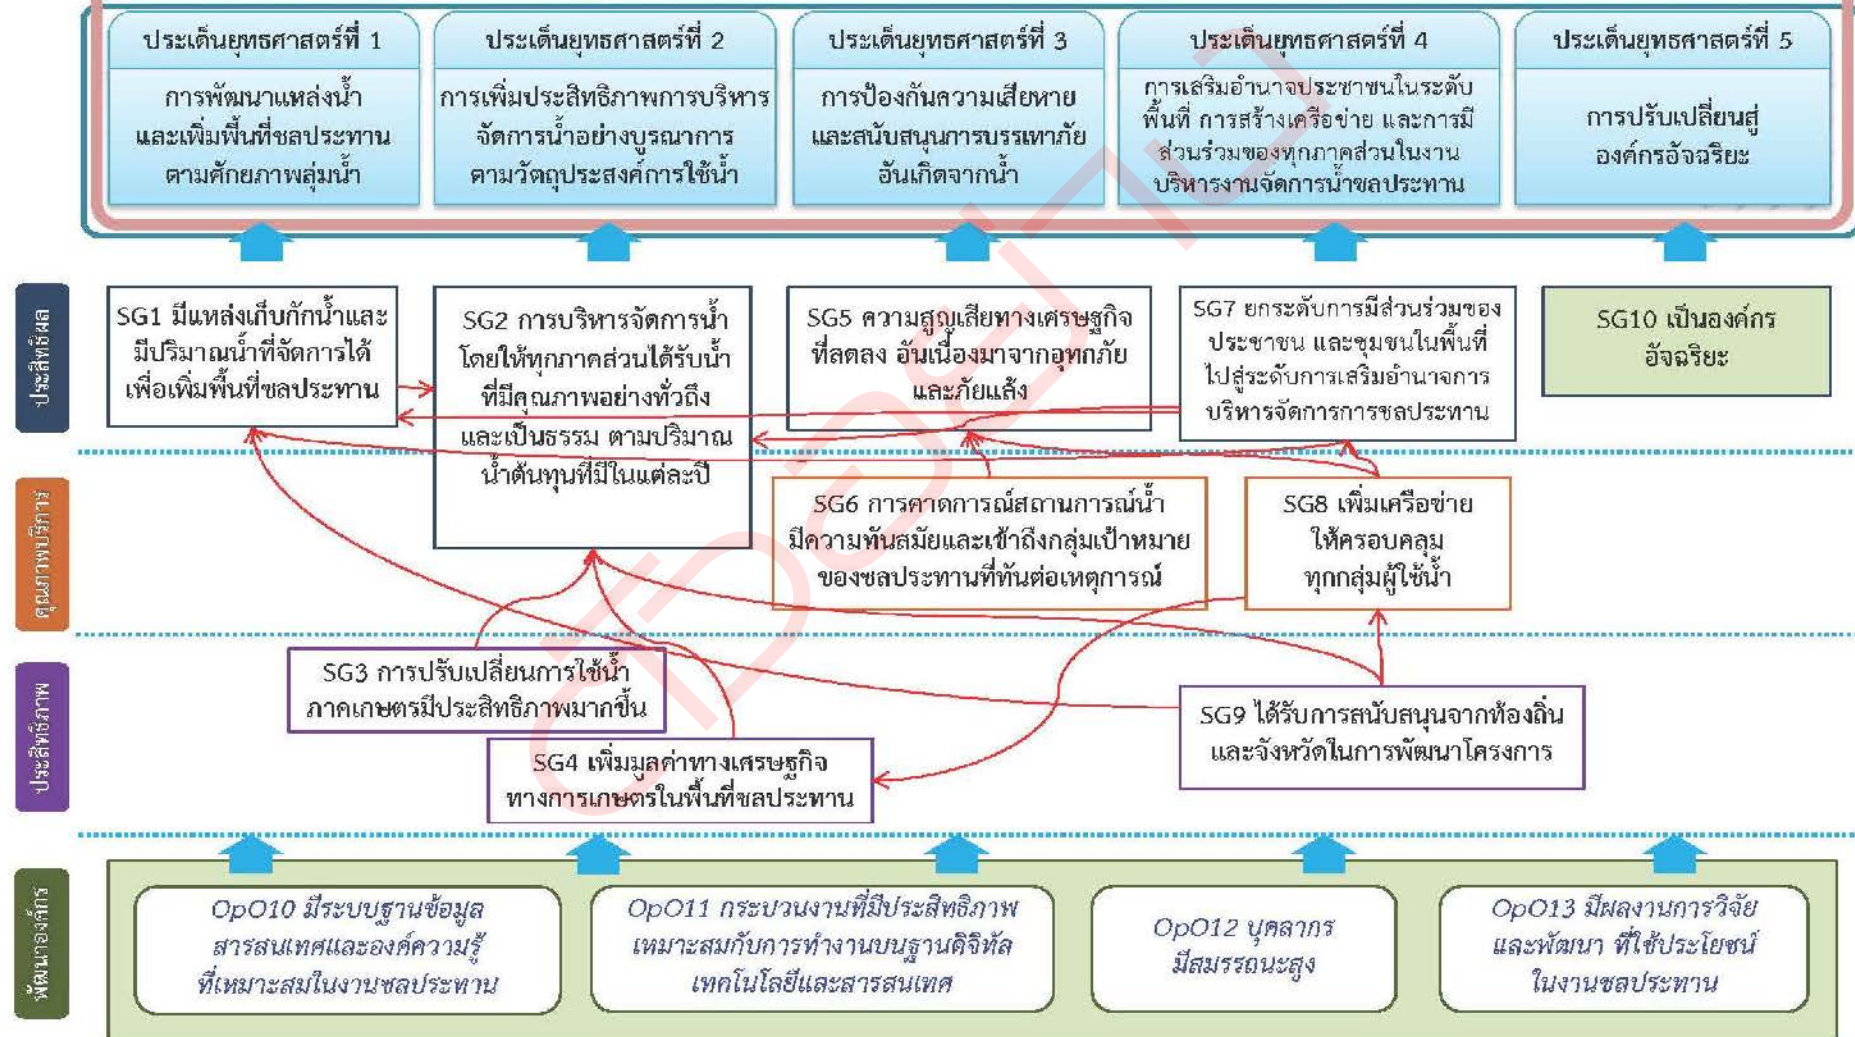 ประเด็นยุทธศาสตร์ที่ 1
การพัฒนาแหล่งน้ำ
และเพิ่มพื้นที่ชลประทาน
ตามศักยภาพลุ่มน้ำ
ประเด็นยุทธศาสตร์ที่ 2
การเพิ่มประสิทธิภาพการบริหาร
จัดการน้ำอย่างบูรณาการ
ตามวัตถุประสงค์การใช้น้ำ
ประเด็นยุทธศาสตร์ที่ 3
การป้องกันความเสียหาย
และสนับสนุนการบรรเทาภัย
อันเกิดจากน้ำ
ประเด็นยุทธศาสตร์ที่ 4
การเสริมอำนาจประชาชนในระดับ
พื้นที่ การสร้างเครือข่าย และการมี
ส่วนร่วมของทุกภาคส่วนในงาน
บริหารงานจัดการน้ำชลประทาน
ประเด็นยุทธศาสตร์ที่ 5
การปรับเปลี่ยนสู่
องค์กรอัจฉริยะ
ประสิทธิผล
SG1 มีแหล่งเก็บกักน้ำและ
มีปริมาณน้ำที่จัดการได้
เพื่อเพิ่มพื้นที่ชลประทาน
SG2 การบริหารจัดการน้ำ
โดยให้ทุกภาคส่วนได้รับน้ำ
ที่มีคุณภาพอย่างทั่วถึง
และเป็นธรรม ตามปริมาณ
น้ำต้นทุนที่มีในแต่ละปี
SG5 ความสูญเสียทางเศรษฐกิจ
ที่ลดลง อันเนื่องมาจากอุทกภัย
และภัยแล้ง
SG7 ยกระดับการมีส่วนร่วมของ
ประชาชน และชุมชนในพื้นที่
ไปสู่ระดับการเสริมอำนาจการ
บริหารจัดการการชลประทาน
SG10 เป็นองค์กร
อัจฉริยะ
คุณภาพบริการ
SG6 การคาดการณ์สถานการณ์น้ำ
มีความทันสมัยและเข้าถึงกลุ่มเป้าหมาย
ของชลประทานที่ทันต่อเหตุการณ์
SG8 เพิ่มเครือข่าย
ให้ครอบคลุม
ทุกกลุ่มผู้ใช้น้ำ
ประสิทธิภาพ
SG3 การปรับเปลี่ยนการใช้น้ำ
ภาคเกษตรมีประสิทธิภาพมากขึ้น
SG4 เพิ่มมูลค่าทางเศรษฐกิจ
ทางการเกษตรในพื้นที่ชลประทาน
SG9 ได้รับการสนับสนุนจากท้องถิ่น
และจังหวัดในการพัฒนาโครงการ
พัฒนาองค์กร
OpO10 มีระบบฐานข้อมูล
สารสนเทศและองค์ความรู้
ที่เหมาะสมในงานชลประทาน
OpO11 กระบวนงานที่มีประสิทธิภาพ
เหมาะสมกับการทำงานบนฐานดิจิทัล
เทคโนโลยีและสารสนเทศ
OpO12 บุคลากร
มีสมรรถนะสูง
OpO13 มีผลงานการวิจัย
และพัฒนา ที่ใช้ประโยชน์
ในงานชลประทาน